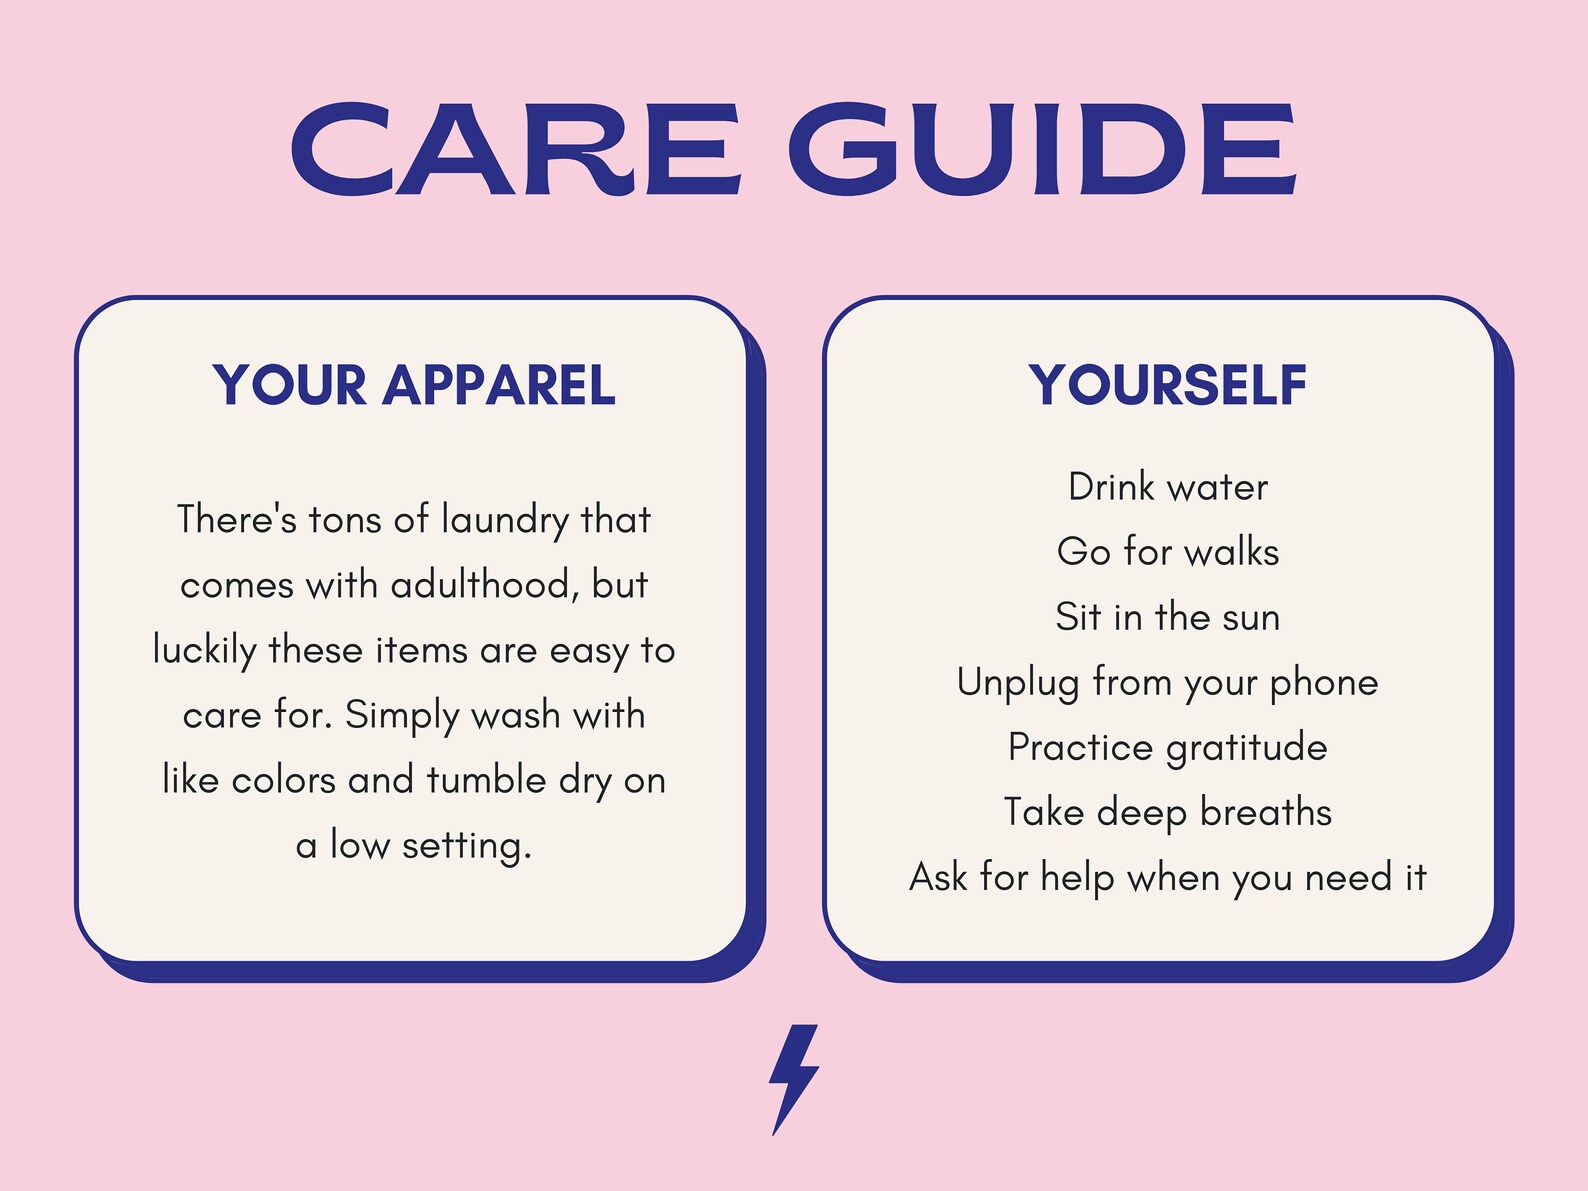 CARE GUIDE
YOUR APPAREL
There's tons of laundry that
comes with adulthood, but
luckily these items are easy to
care for. Simply wash with
like colors and tumble dry on
a low setting.
YOURSELF
Drink water
Go for walks
Sit in the sun
Unplug from your phone
Practice gratitude
Take deep breaths
Ask for help when you need it